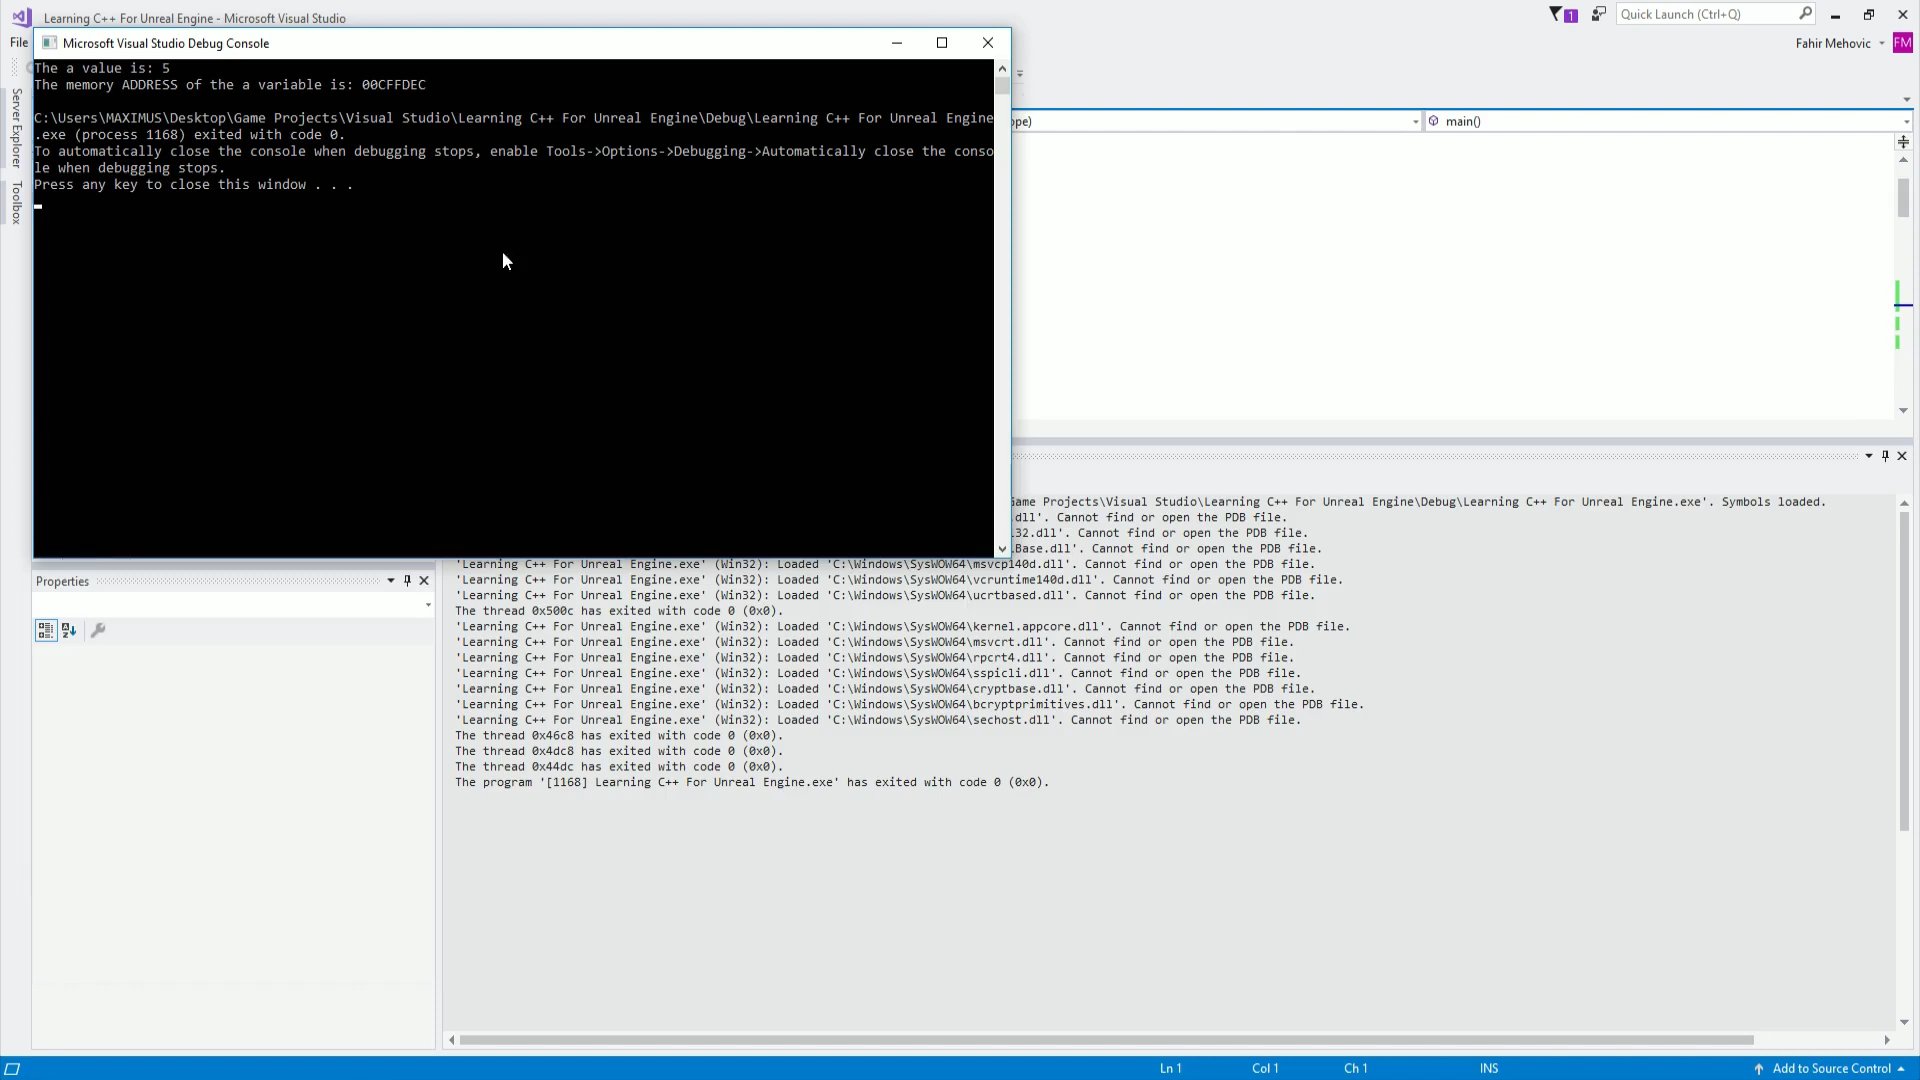 Learning C++ For Unreal Engine - Microsoft Visual Studio
1
Quick Launch (Ctrl+Q)
File
Microsoft Visual Studio Debug Console
Fahir Mehovic
FM
Server Explorer
Toolbox
The a value is: 5
The memory ADDRESS of the a variable is: 00CFFDEC
C:\Users\MAXIMUS\Desktop\Game Projects\Visual Studio\Learning C++ For Unreal Engine\Debug\Learning C++ For Unreal Engine
.exe (process 1168) exited with code 0.
To automatically close the console when debugging stops, enable Tools->Options->Debugging->Automatically close the conso
le when debugging stops.
Press any key to close this window . . .
ope)
main()
Game Projects\Visual Studio\Learning C++ For Unreal Engine\Debug\Learning C++ For Unreal Engine.exe'. Symbols loaded.
.dll'. Cannot find or open the PDB file.
l32.dll'. Cannot find or open the PDB file.
lBase.dll'. Cannot find or open the PDB file.
'Learning C++ For Unreal Engine.exe' (Win32): Loaded 'C:\Windows\SysWOW64\msvcp140d.dll'. Cannot find or open the PDB file.
'Learning C++ For Unreal Engine.exe' (Win32): Loaded 'C:\Windows\SysWOW64\vcruntime140d.dll'. Cannot find or open the PDB file.
'Learning C++ For Unreal Engine.exe' (Win32): Loaded 'C:\Windows\SysWOW64\ucrtbased.dll'. Cannot find or open the PDB file.
The thread 0x500c has exited with code 0 (0x0).
'Learning C++ For Unreal Engine.exe' (Win32): Loaded 'C:\Windows\SysWOW64\kernel.appcore.dll'. Cannot find or open the PDB file.
'Learning C++ For Unreal Engine.exe' (Win32): Loaded 'C:\Windows\SysWOW64\msvcrt.dll'. Cannot find or open the PDB file.
'Learning C++ For Unreal Engine.exe' (Win32): Loaded 'C:\Windows\SysWOW64\rpcrt4.dll'. Cannot find or open the PDB file.
'Learning C++ For Unreal Engine.exe' (Win32): Loaded 'C:\Windows\SysWOW64\sspicli.dll'. Cannot find or open the PDB file.
'Learning C++ For Unreal Engine.exe' (Win32): Loaded 'C:\Windows\SysWOW64\cryptbase.dll'. Cannot find or open the PDB file.
'Learning C++ For Unreal Engine.exe' (Win32): Loaded 'C:\Windows\SysWOW64\bcryptprimitives.dll'. Cannot find or open the PDB file.
'Learning C++ For Unreal Engine.exe' (Win32): Loaded 'C:\Windows\SysWOW64\sechost.dll'. Cannot find or open the PDB file.
The thread 0x46c8 has exited with code 0 (0x0).
The thread 0x4dc8 has exited with code 0 (0x0).
The thread 0x44dc has exited with code 0 (0x0).
The program '[1168] Learning C++ For Unreal Engine.exe' has exited with code 0 (0x0).
Properties
Ln 1
Col 1
Ch 1
INS
Add to Source Control